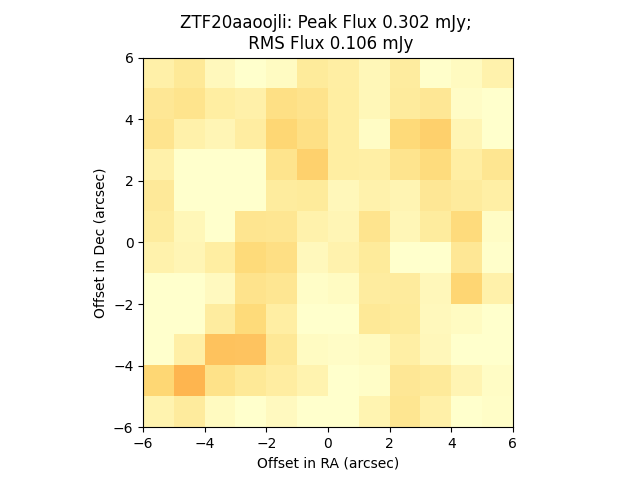 ZTF20aaoojli: Peak Flux 0.302 mJy;
RMS Flux 0.106 mJy
6
4
2
0
−2
−4
−6
Offset in Dec (arcsec)
−6 −4 −2 0 2 4 6
Offset in RA (arcsec)